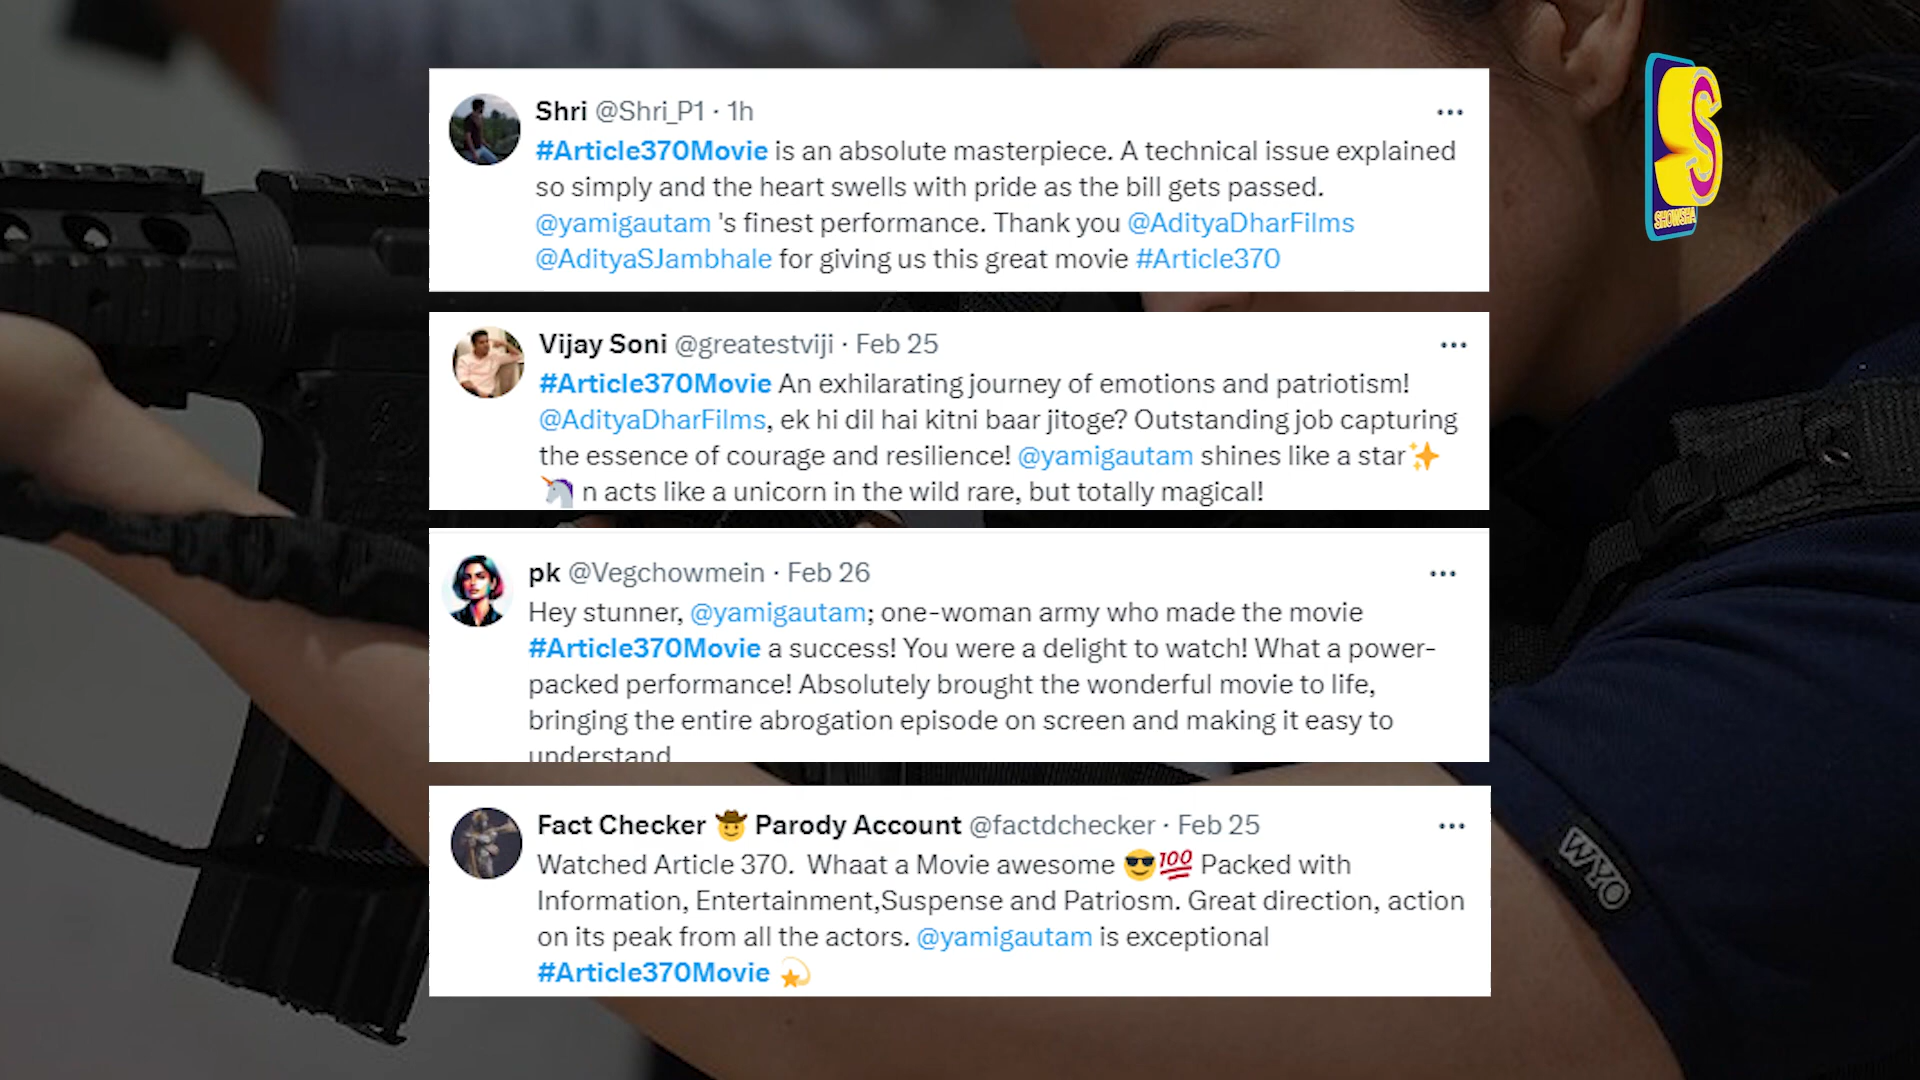 Shri @Shri_P1 · 1h
#Article370Movie is an absolute masterpiece. A technical issue explained
so simply and the heart swells with pride as the bill gets passed.
@yamigautam 's finest performance. Thank you @AdityaDharFilms
@AdityaSJambhale for giving us this great movie #Article370
Vijay Soni @greatestviji · Feb 25
#Article370Movie An exhilarating journey of emotions and patriotism!
@AdityaDharFilms, ek hi dil hai kitni baar jitoge? Outstanding job capturing
the essence of courage and resilience! @yamigautam shines like a star✨
🦄 n acts like a unicorn in the wild rare, but totally magical!
pk @Vegchowmein · Feb 26
Hey stunner, @yamigautam; one-woman army who made the movie
#Article370Movie a success! You were a delight to watch! What a power-
packed performance! Absolutely brought the wonderful movie to life,
bringing the entire abrogation episode on screen and making it easy to
understand
Fact Checker 🤠 Parody Account @factdchecker · Feb 25
Watched Article 370.  Whaat a Movie awesome 😎💯 Packed with
Information, Entertainment,Suspense and Patriosm. Great direction, action
on its peak from all the actors. @yamigautam is exceptional
#Article370Movie 💫
S
SHOWSHA
WYO